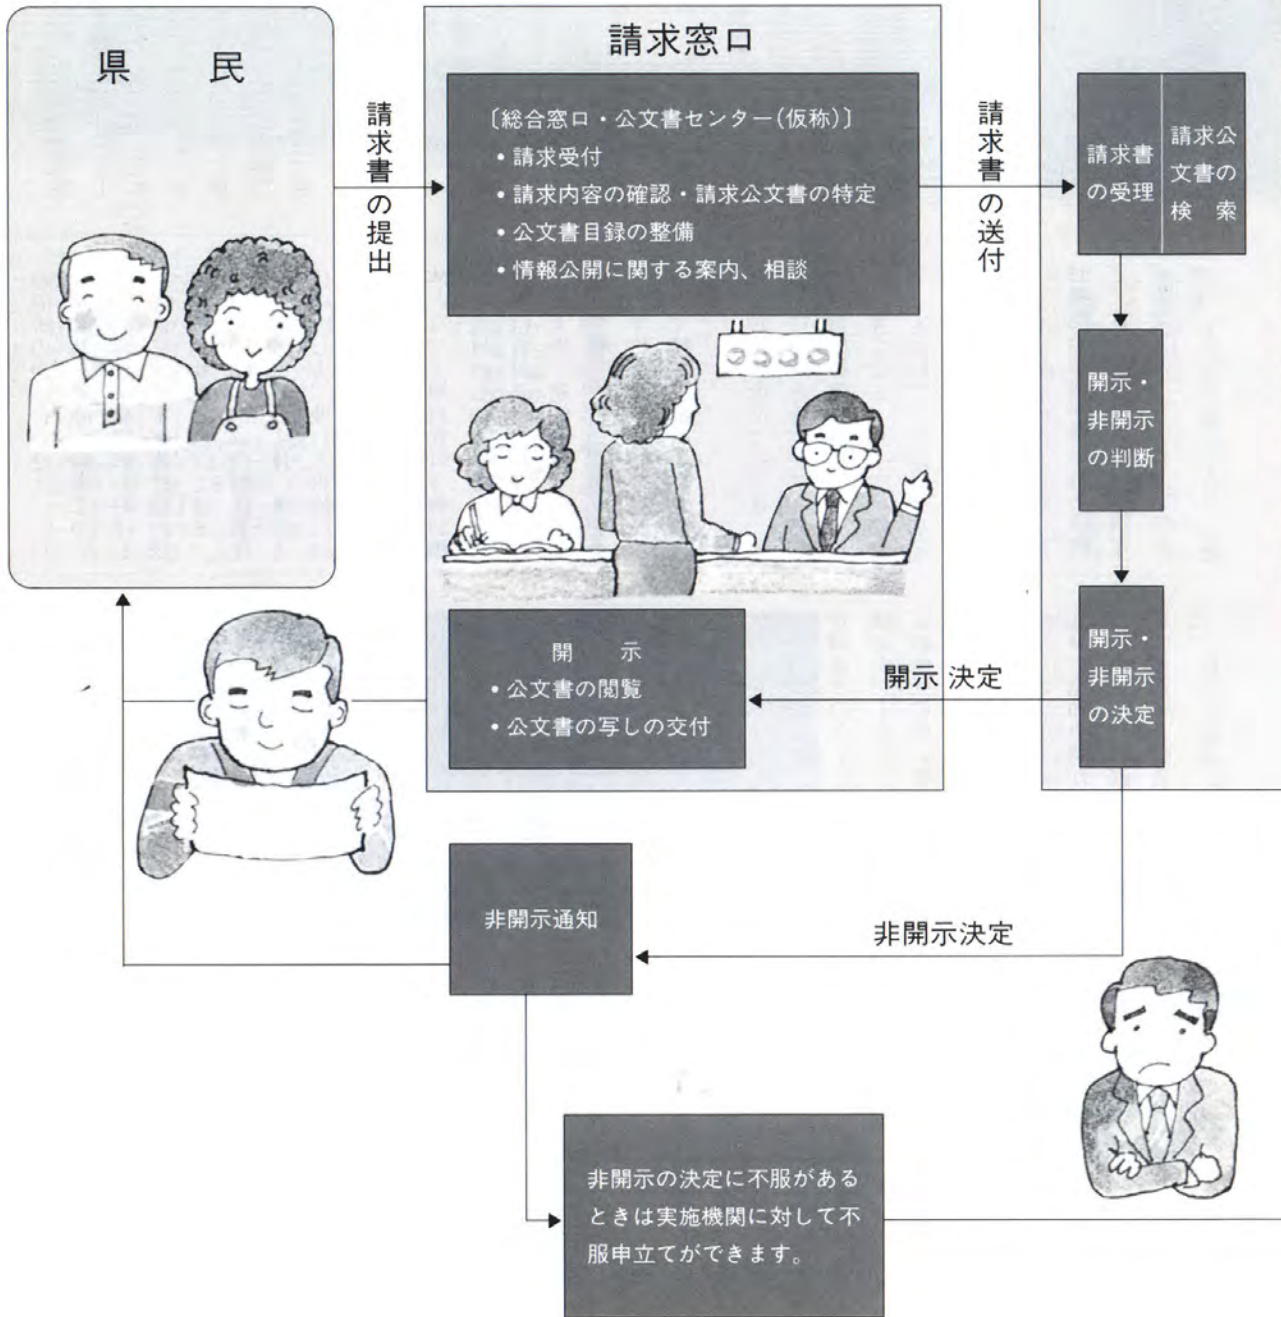 県　民
請求書の提出
請求窓口
〔総合窓口・公文書センター(仮称)〕
・請求受付
・請求内容の確認・請求公文書の特定
・公文書目録の整備
・情報公開に関する案内、相談
請求書の送付
請求書
の受理
請求公
文書の
検　索
開示・
非開示
の判断
開示・
非開示
の決定
開示決定
開　示
・公文書の閲覧
・公文書の写しの交付
非開示決定
非開示通知
非開示の決定に不服がある
ときは実施機関に対して不
服申立てができます。